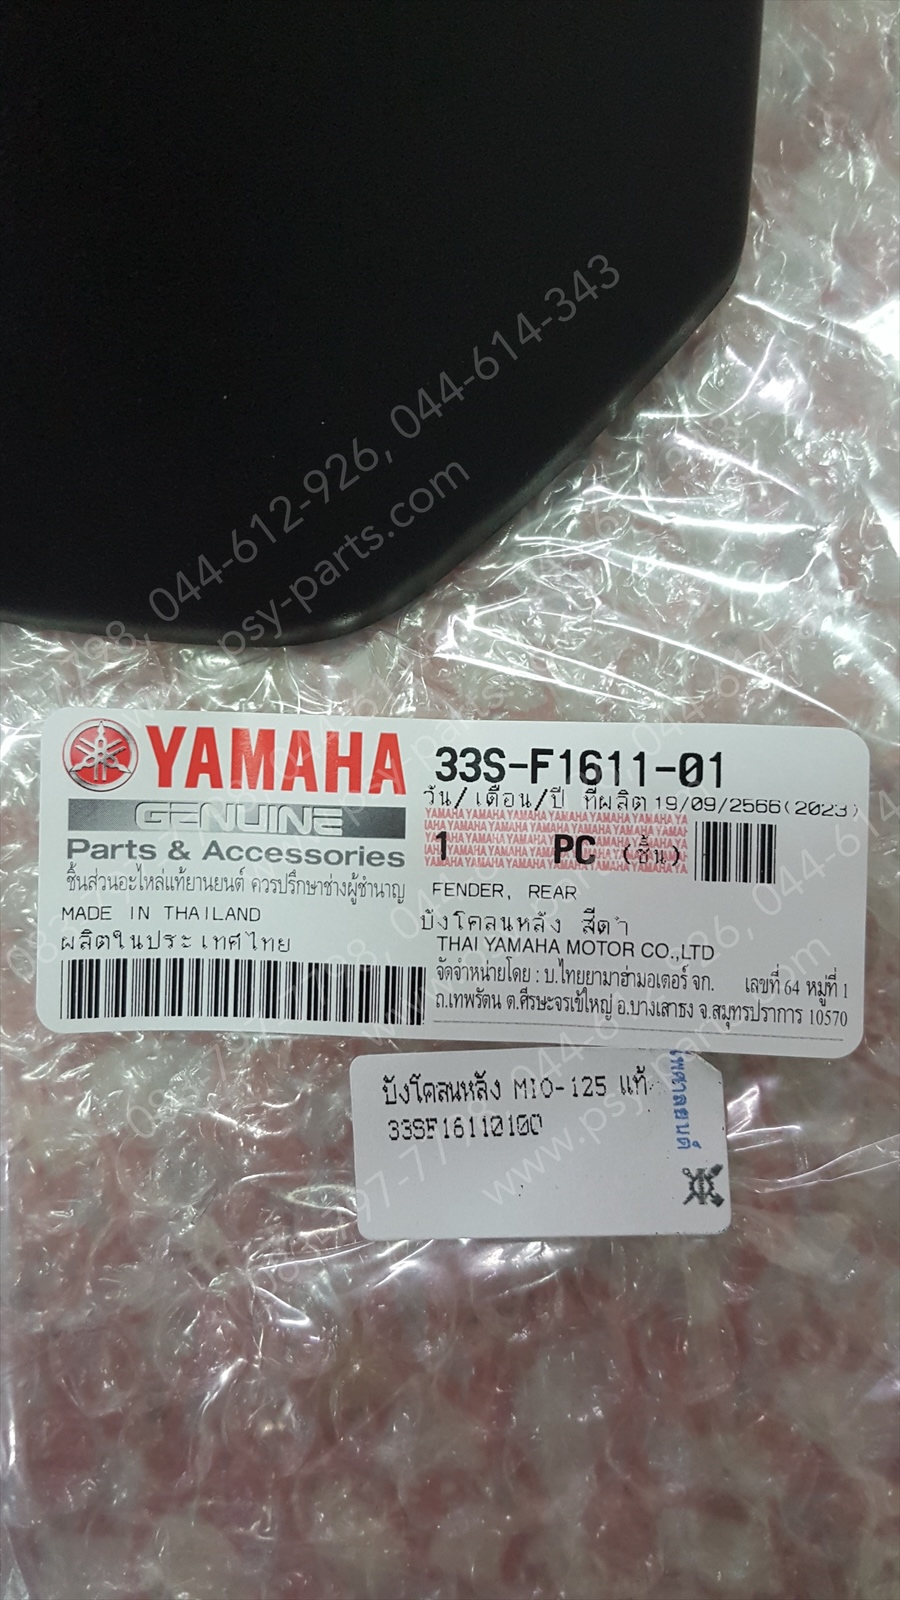 YAMAHA
GENUINE
Parts & Accessories
ชิ้นส่วนอะไหล่แท้ยานยนต์ ควรปรึกษาช่างผู้ชำนาญ
MADE IN THAILAND
ผลิตในประเทศไทย
33S-F1611-01
วัน/เดือน/ปี ที่ผลิต 19/09/2566(2023)
1 PC (ชิ้น)
FENDER, REAR
บังโคลนหลัง สีดำ
THAI YAMAHA MOTOR CO.,LTD
จัดจำหน่ายโดย : บ.ไทยยามาฮ่ามอเตอร์ จก. เลขที่ 64 หมู่ที่ 1
ถ.เทพรัตน ต.ศีรษะจรเข้ใหญ่ อ.บางเสาธง จ.สมุทรปราการ 10570
บังโคลนหลัง MIO-125 แท้
33SF16110100
044-612-926, 044-614-343
www.psy-parts.com